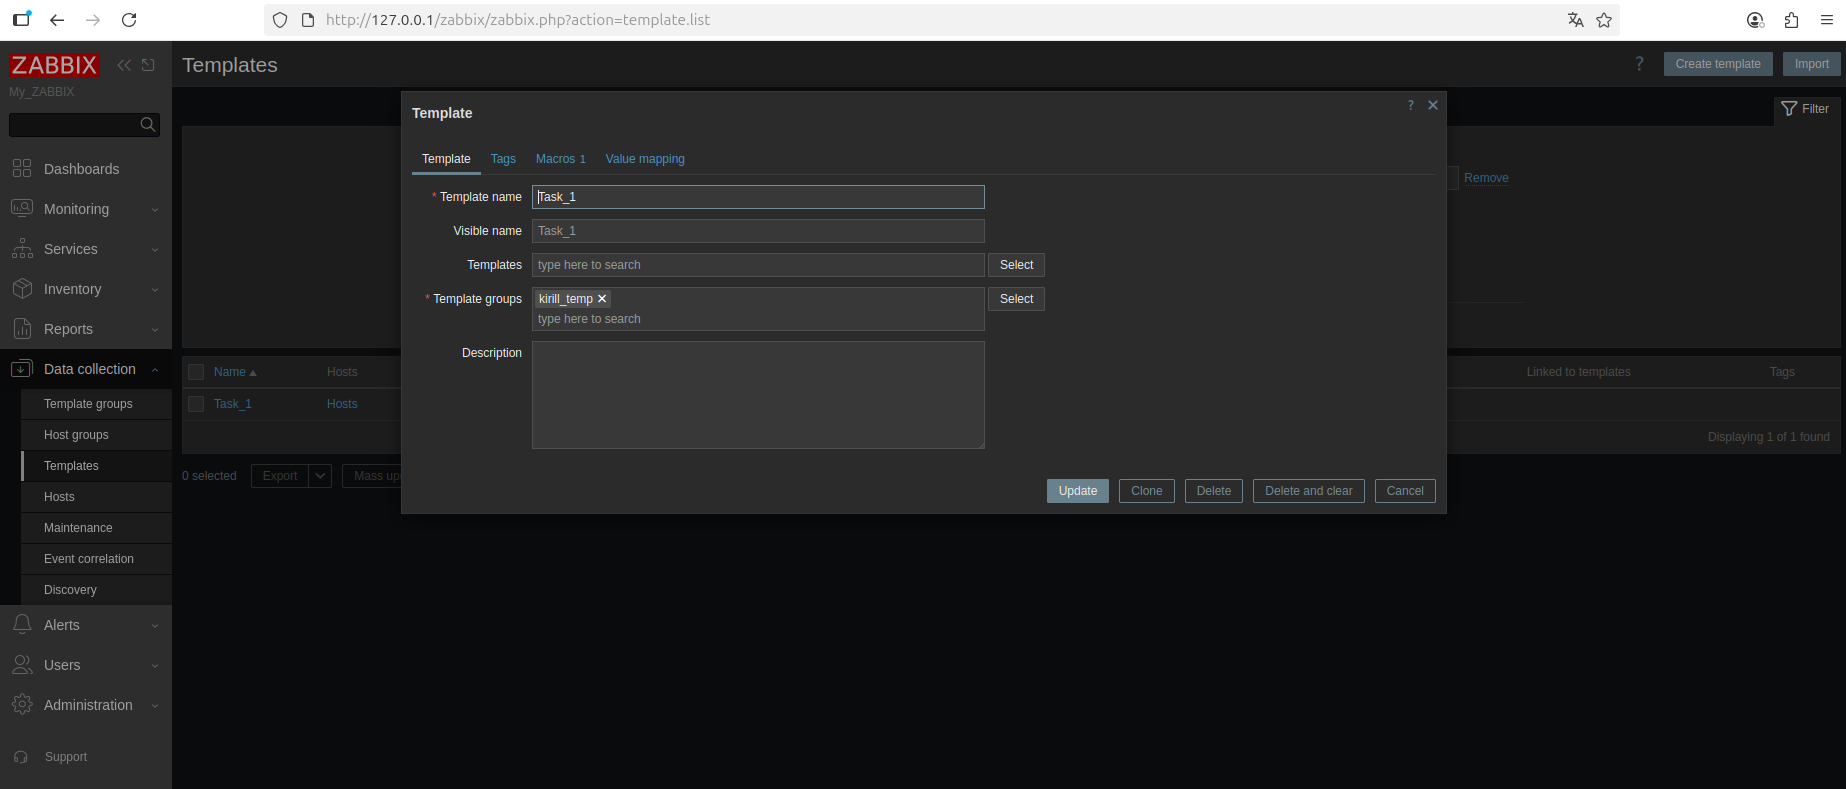 http://127.0.0.1/zabbix/zabbix.php?action=template.list
ZABBIX
My_ZABBIX
Dashboards
Monitoring
Services
Inventory
Reports
Data collection
Template groups
Host groups
Templates
Hosts
Maintenance
Event correlation
Discovery
Alerts
Users
Administration
Support
Templates
? Create template Import
Filter
Remove
Template
?
Template Tags Macros 1 Value mapping
* Template name Task_1
Visible name Task_1
Templates type here to search Select
* Template groups kirill_temp Select
type here to search
Description
Update Clone Delete Delete and clear Cancel
Name Hosts Linked to templates Tags
Task_1 Hosts
Displaying 1 of 1 found
0 selected Export Mass up